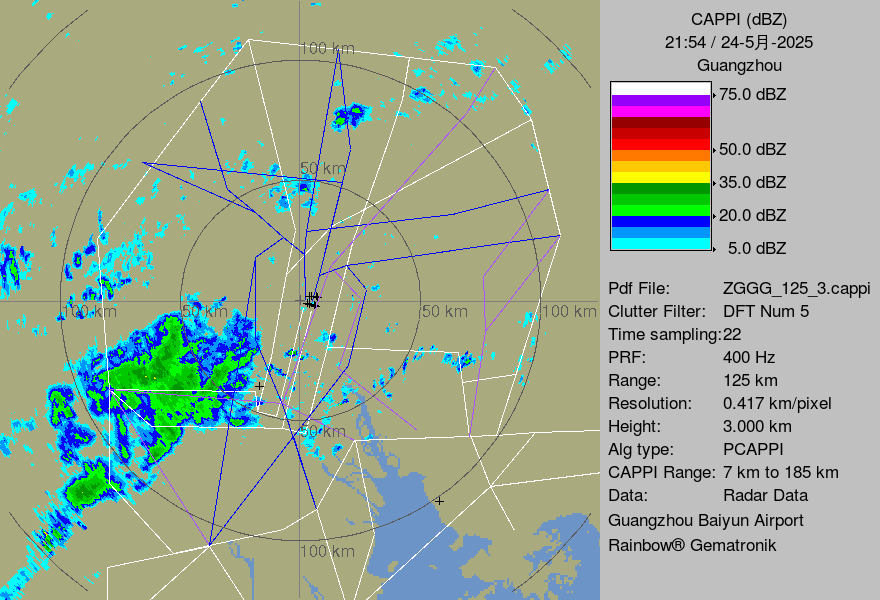 CAPPI (dBZ)
21:54 / 24-5月-2025
Guangzhou
75.0 dBZ
50.0 dBZ
35.0 dBZ
20.0 dBZ
5.0 dBZ
Pdf File: ZGGG_125_3.cappi
Clutter Filter: DFT Num 5
Time sampling:22
PRF: 400 Hz
Range: 125 km
Resolution: 0.417 km/pixel
Height: 3.000 km
Alg type: PCAPPI
CAPPI Range: 7 km to 185 km
Data: Radar Data
Guangzhou Baiyun Airport
Rainbow® Gematronik
100 km
50 km
100 km
50 km
50 km
100 km
50 km
100 km